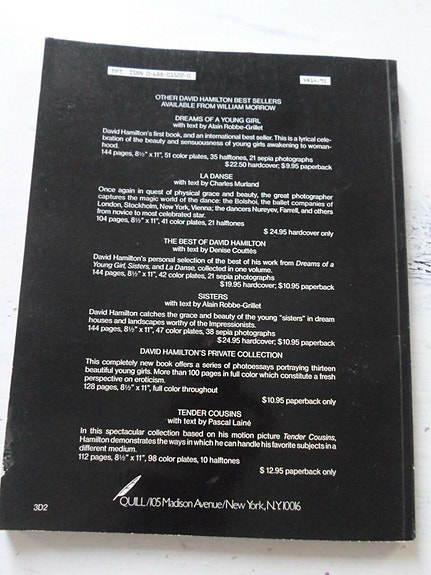 PPT ISBN 0-688-01602-0
OTHER DAVID HAMILTON BEST SELLERS
AVAILABLE FROM WILLIAM MORROW
DREAMS OF A YOUNG GIRL
with text by Alain Robbe-Grillet
David Hamilton's first book, and an international best seller. This is a lyrical cele-
bration of the beauty and sensuousness of young girls awakening to woman-
hood.
144 pages, 8½" x 11", 51 color plates, 35 halftones, 21 sepia photographs
$22.50 hardcover; $9.95 paperback
LA DANSE
with text by Charles Murland
Once again in quest of physical grace and beauty, the great photographer
captures the magic world of the dance: the Bolshoi, the ballet companies of
London, Stockholm, New York, Vienna; the dancers Nureyev, Farrell, and others
from novice to most celebrated star.
104 pages, 8½" x 11", 41 color plates, 21 halftones
$24.95 hardcover only
THE BEST OF DAVID HAMILTON
with text by Denise Couttès
David Hamilton's personal selection of the best of his work from Dreams of a
Young Girl, Sisters, and La Danse, collected in one volume.
144 pages, 8½" x 11", 42 color plates, 21 sepia photographs
$19.95 hardcover; $10.95 paperback
SISTERS
with text by Alain Robbe-Grillet
David Hamilton catches the grace and beauty of the young "sisters" in dream
houses and landscapes worthy of the Impressionists.
144 pages, 8½" x 11", 47 color plates, 38 sepia photographs
$24.95 hardcover; $10.95 paperback
DAVID HAMILTON'S PRIVATE COLLECTION
This completely new book offers a series of photoessays portraying thirteen
beautiful young girls. More than 100 pages in full color which constitute a fresh
perspective on eroticism.
128 pages, 8½" x 11", full color throughout
$10.95 paperback only
TENDER COUSINS
with text by Pascal Lainé
In this spectacular collection based on his motion picture Tender Cousins,
Hamilton demonstrates the ways in which he can handle his favorite subjects in a
different medium.
112 pages, 8½" x 11", 98 color plates, 10 halftones
$12.95 paperback only
QUILL/105 Madison Avenue/New York, N.Y. 10016
3D2